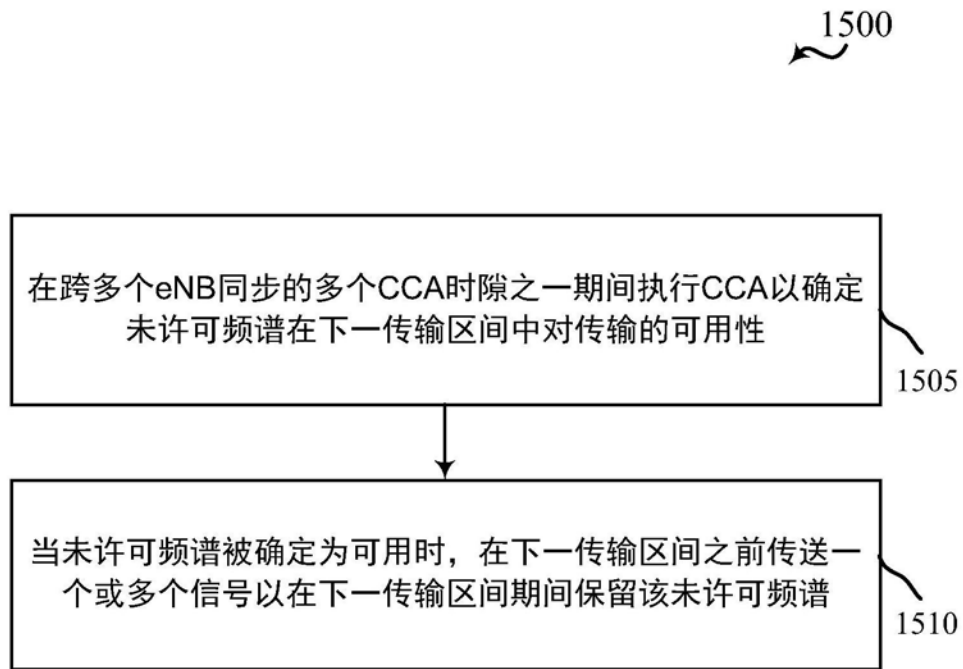 1500
在跨多个eNB同步的多个CCA时隙之一期间执行CCA以确定
未许可频谱在下一传输区间中对传输的可用性
1505
当未许可频谱被确定为可用时，在下一传输区间之前传送一
个或多个信号以在下一传输区间期间保留该未许可频谱
1510